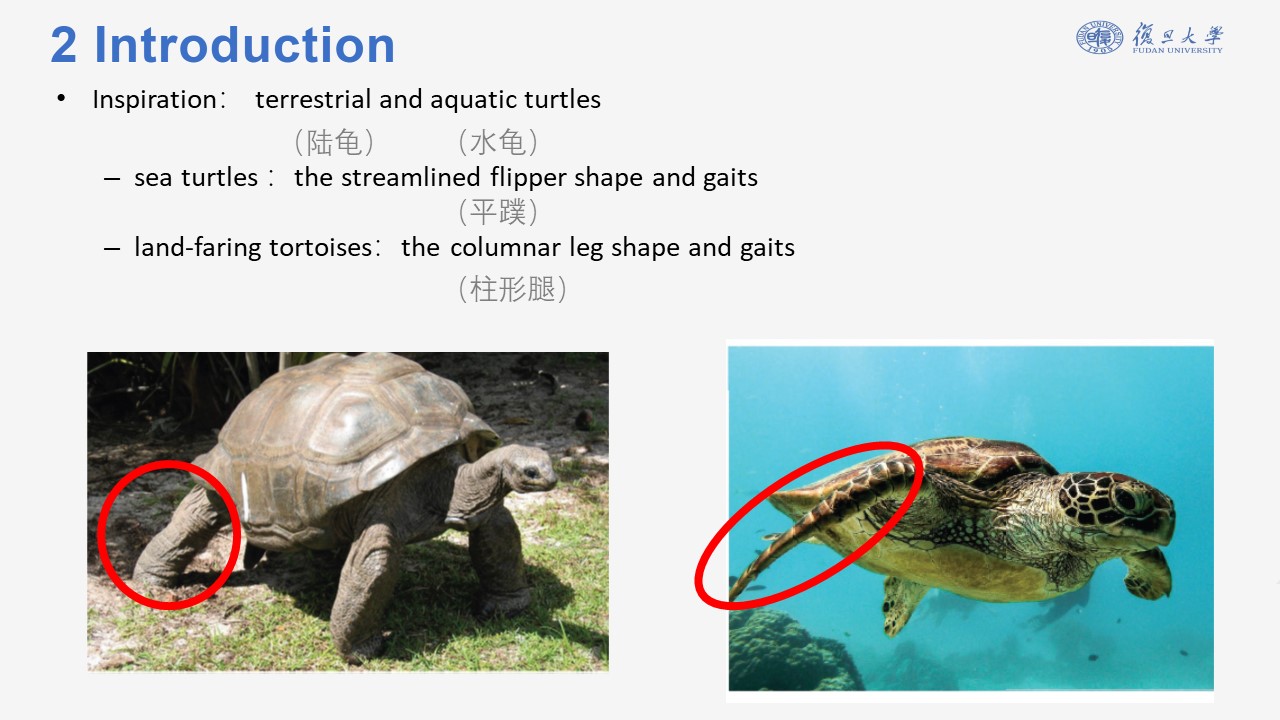 2 Introduction
復旦大學
FUDAN UNIVERSITY
• Inspiration： terrestrial and aquatic turtles
（陆龟） （水龟）
– sea turtles ：the streamlined flipper shape and gaits
（平蹼）
– land-faring tortoises：the columnar leg shape and gaits
（柱形腿）